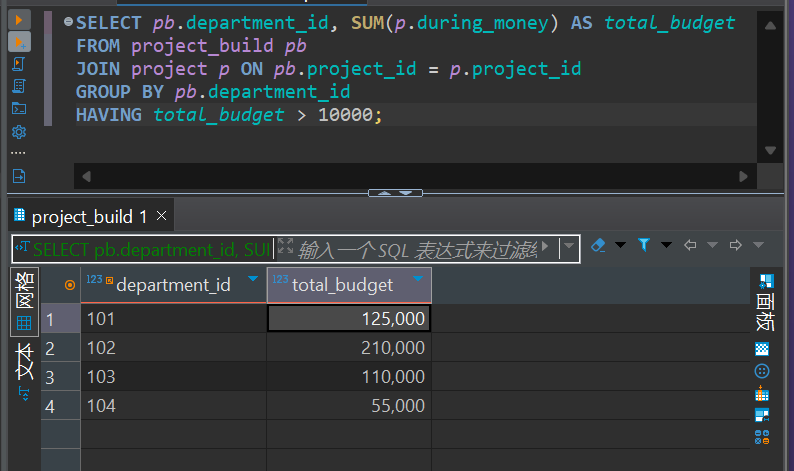 SELECT pb.department_id, SUM(p.during_money) AS total_budget
FROM project_build pb
JOIN project p ON pb.project_id = p.project_id
GROUP BY pb.department_id
HAVING total_budget > 10000;
project_build 1
SELECT pb.department_id, SUI
输入一个 SQL 表达式来过滤
网格
文本
123 department_id 123 total_budget
1 101 125,000
2 102 210,000
3 103 110,000
4 104 55,000
面板